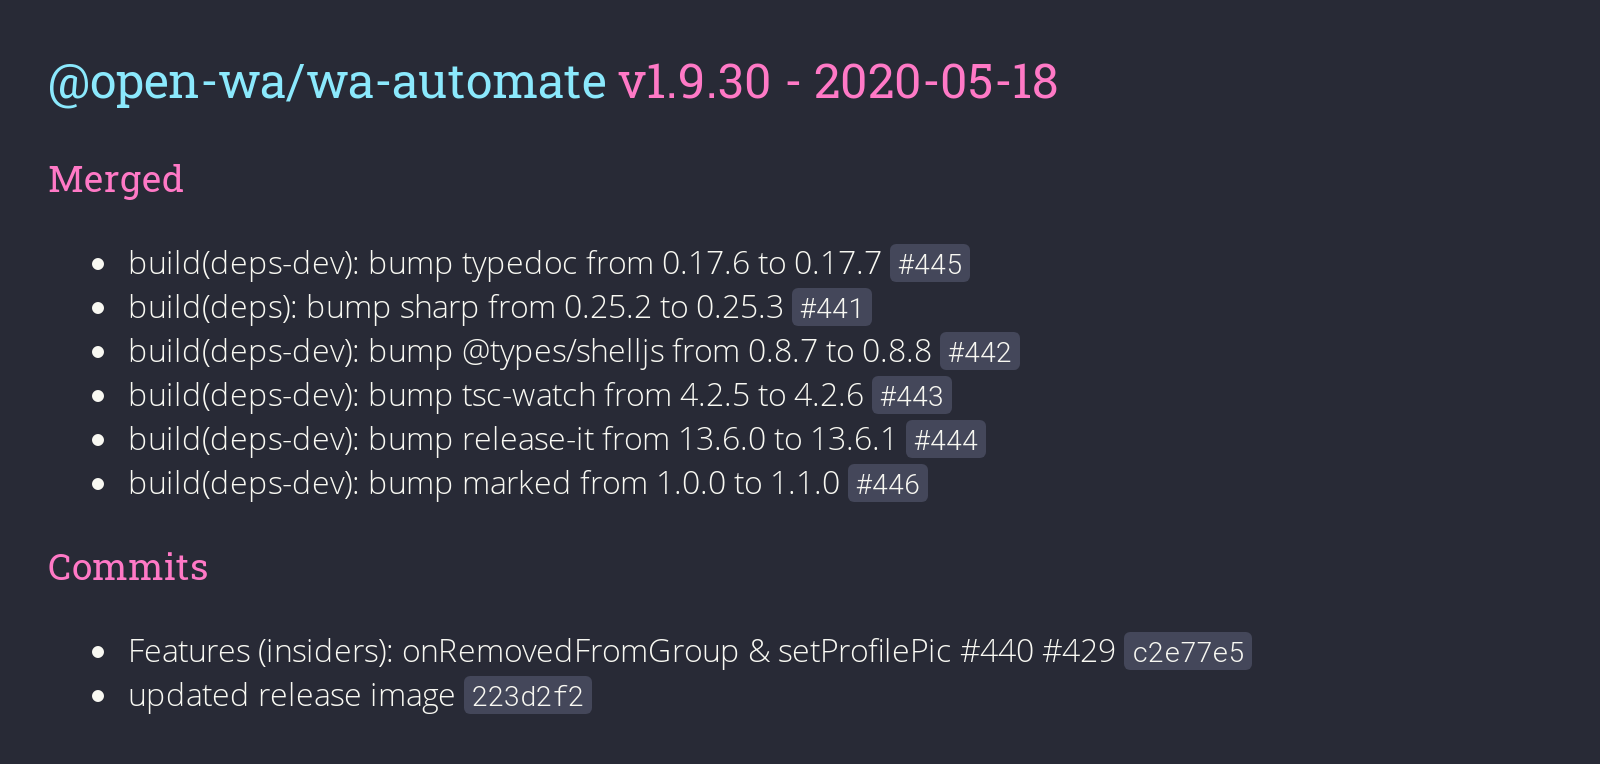 @open-wa/wa-automate v1.9.30 - 2020-05-18
Merged
build(deps-dev): bump typedoc from 0.17.6 to 0.17.7 #445
build(deps): bump sharp from 0.25.2 to 0.25.3 #441
build(deps-dev): bump @types/shelljs from 0.8.7 to 0.8.8 #442
build(deps-dev): bump tsc-watch from 4.2.5 to 4.2.6 #443
build(deps-dev): bump release-it from 13.6.0 to 13.6.1 #444
build(deps-dev): bump marked from 1.0.0 to 1.1.0 #446
Commits
Features (insiders): onRemovedFromGroup & setProfilePic #440 #429 c2e77e5
updated release image 223d2f2